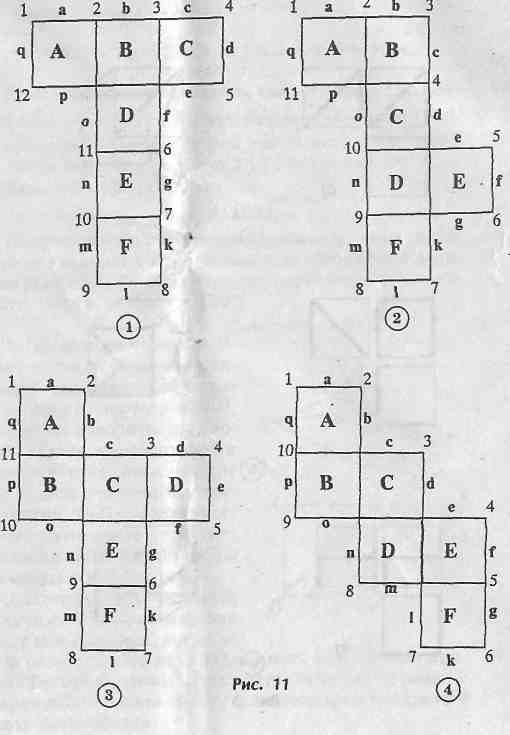 1 a 2 b 3 c 4
q A B C d
12 p e 5
o D f
11 6
n E g
10 7
m F k
9 l 8
1
1 a 2 b 3
q A B c
11 p 4
o C d
10 e 5
n D E f
9 g 6
m F k
8 l 7
2
1 a 2
q A b
11 c 3 d 4
p B C D e
10 o f 5
n E g
9 6
m F k
8 l 7
3
1 a 2
q A b
10 c 3
p B C d
9 o e 4
n D E f
8 m 5
l F g
7 k 6
4
Рис. 11